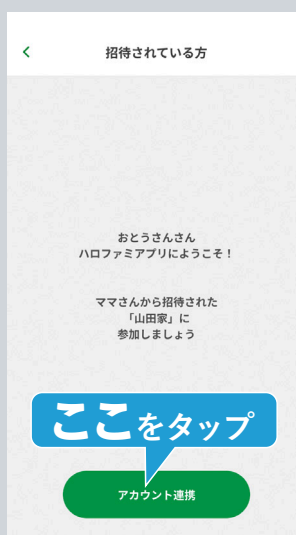 招待されている方
おとうさんさん
ハロファミアプリにようこそ！
ママさんから招待された
「山田家」に
参加しましょう
ここをタップ
アカウント連携